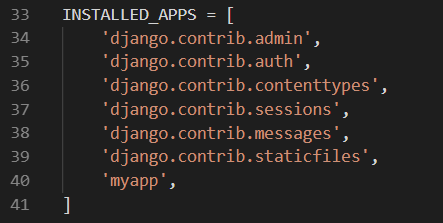 33 INSTALLED_APPS = [
34     'django.contrib.admin',
35     'django.contrib.auth',
36     'django.contrib.contenttypes',
37     'django.contrib.sessions',
38     'django.contrib.messages',
39     'django.contrib.staticfiles',
40     'myapp',
41 ]